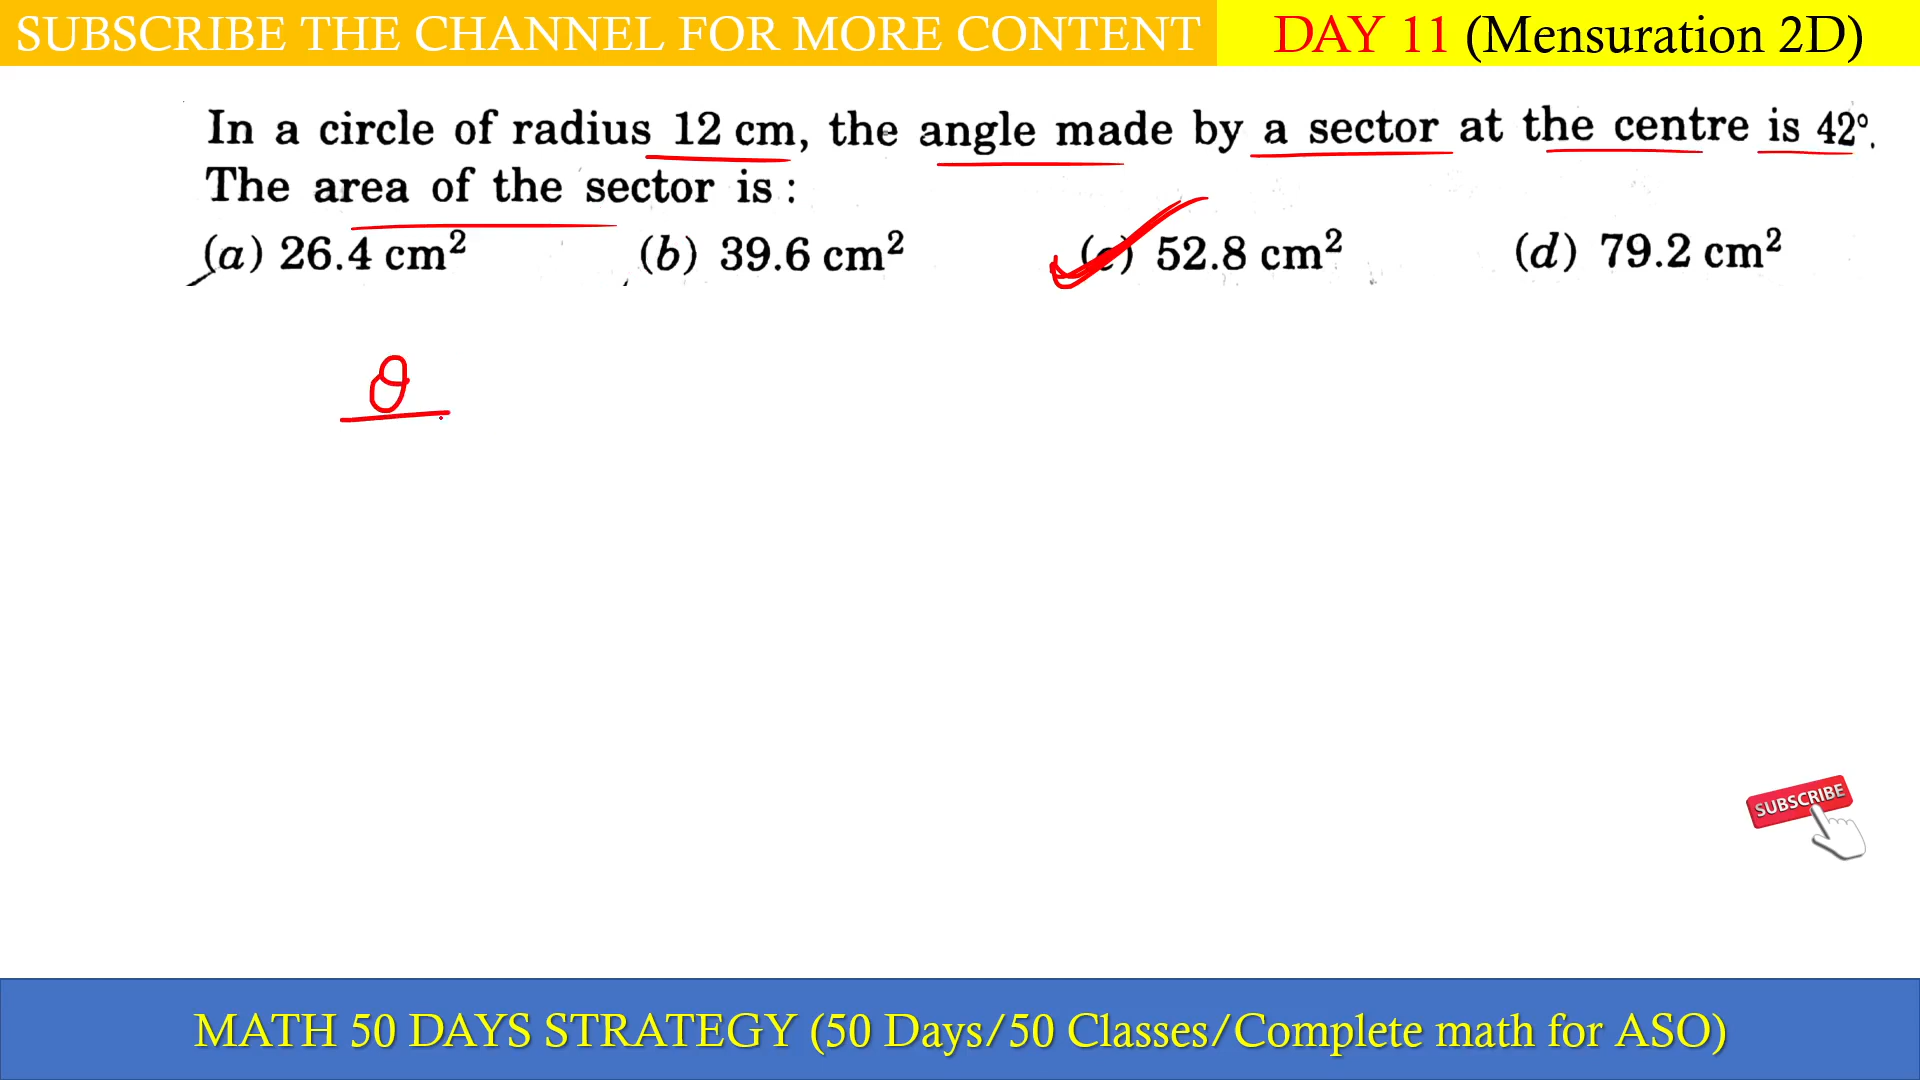 SUBSCRIBE THE CHANNEL FOR MORE CONTENT
DAY 11 (Mensuration 2D)
In a circle of radius 12 cm, the angle made by a sector at the centre is 42°.
The area of the sector is :
(a) 26.4 cm² (b) 39.6 cm² (c) 52.8 cm² (d) 79.2 cm²
θ
SUBSCRIBE
MATH 50 DAYS STRATEGY (50 Days/50 Classes/Complete math for ASO)